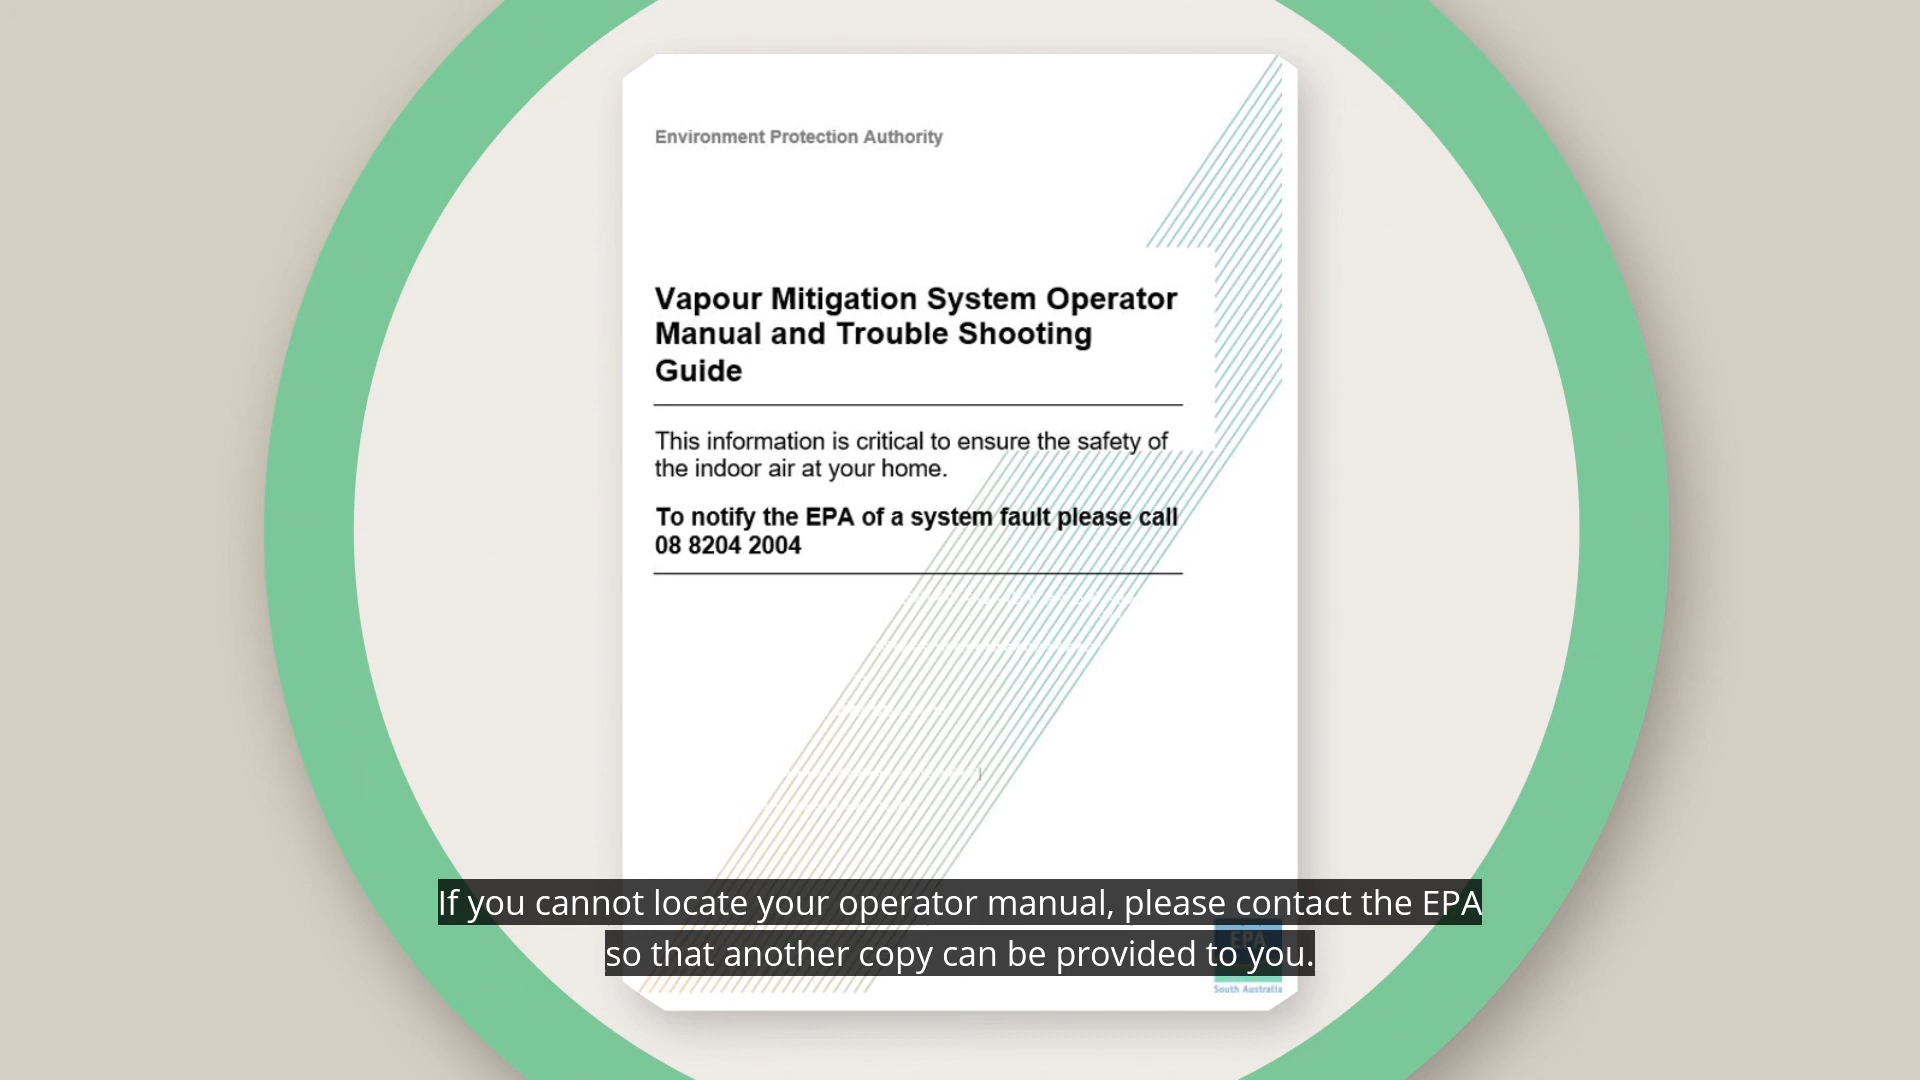 Environment Protection Authority
Vapour Mitigation System Operator
Manual and Trouble Shooting
Guide
This information is critical to ensure the safety of
the indoor air at your home.
To notify the EPA of a system fault please call
08 8204 2004
If you cannot locate your operator manual, please contact the EPA
so that another copy can be provided to you.
EPA
South Australia